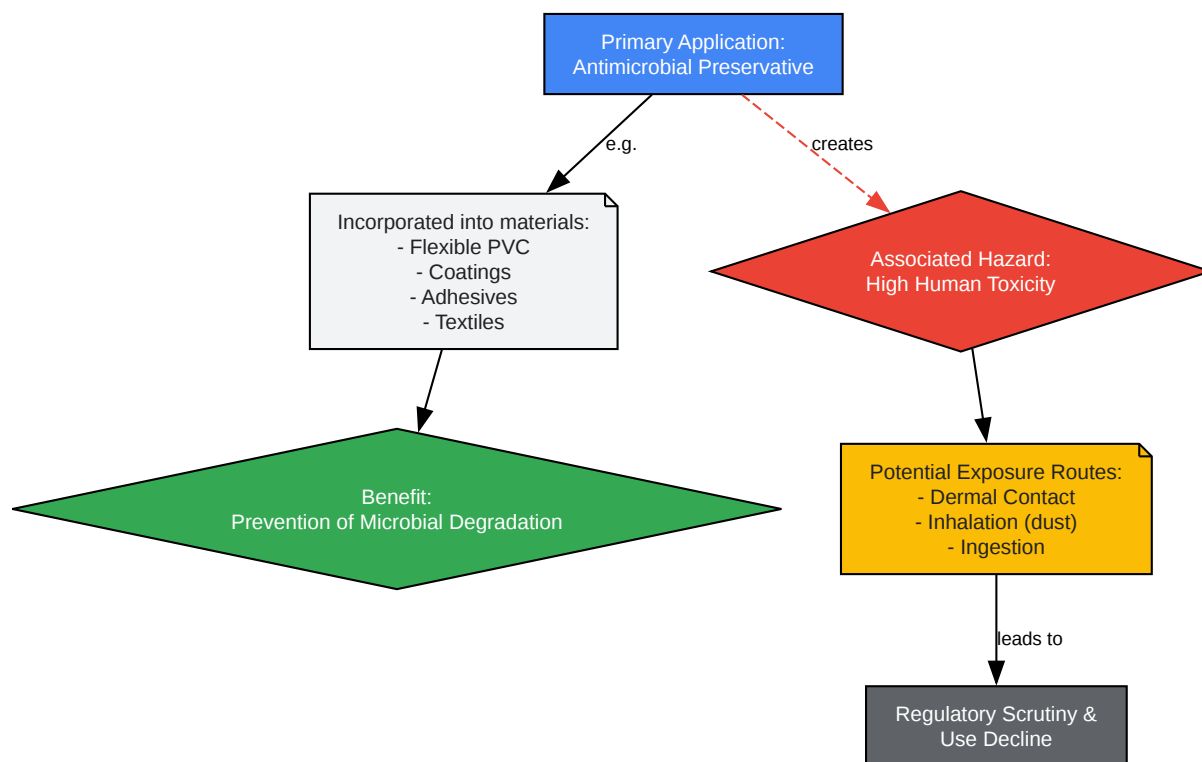 Primary Application:
Antimicrobial Preservative
e.g.
creates
Incorporated into materials:
- Flexible PVC
- Coatings
- Adhesives
- Textiles
Associated Hazard:
High Human Toxicity
Benefit:
Prevention of Microbial Degradation
Potential Exposure Routes:
- Dermal Contact
- Inhalation (dust)
- Ingestion
leads to
Regulatory Scrutiny &
Use Decline